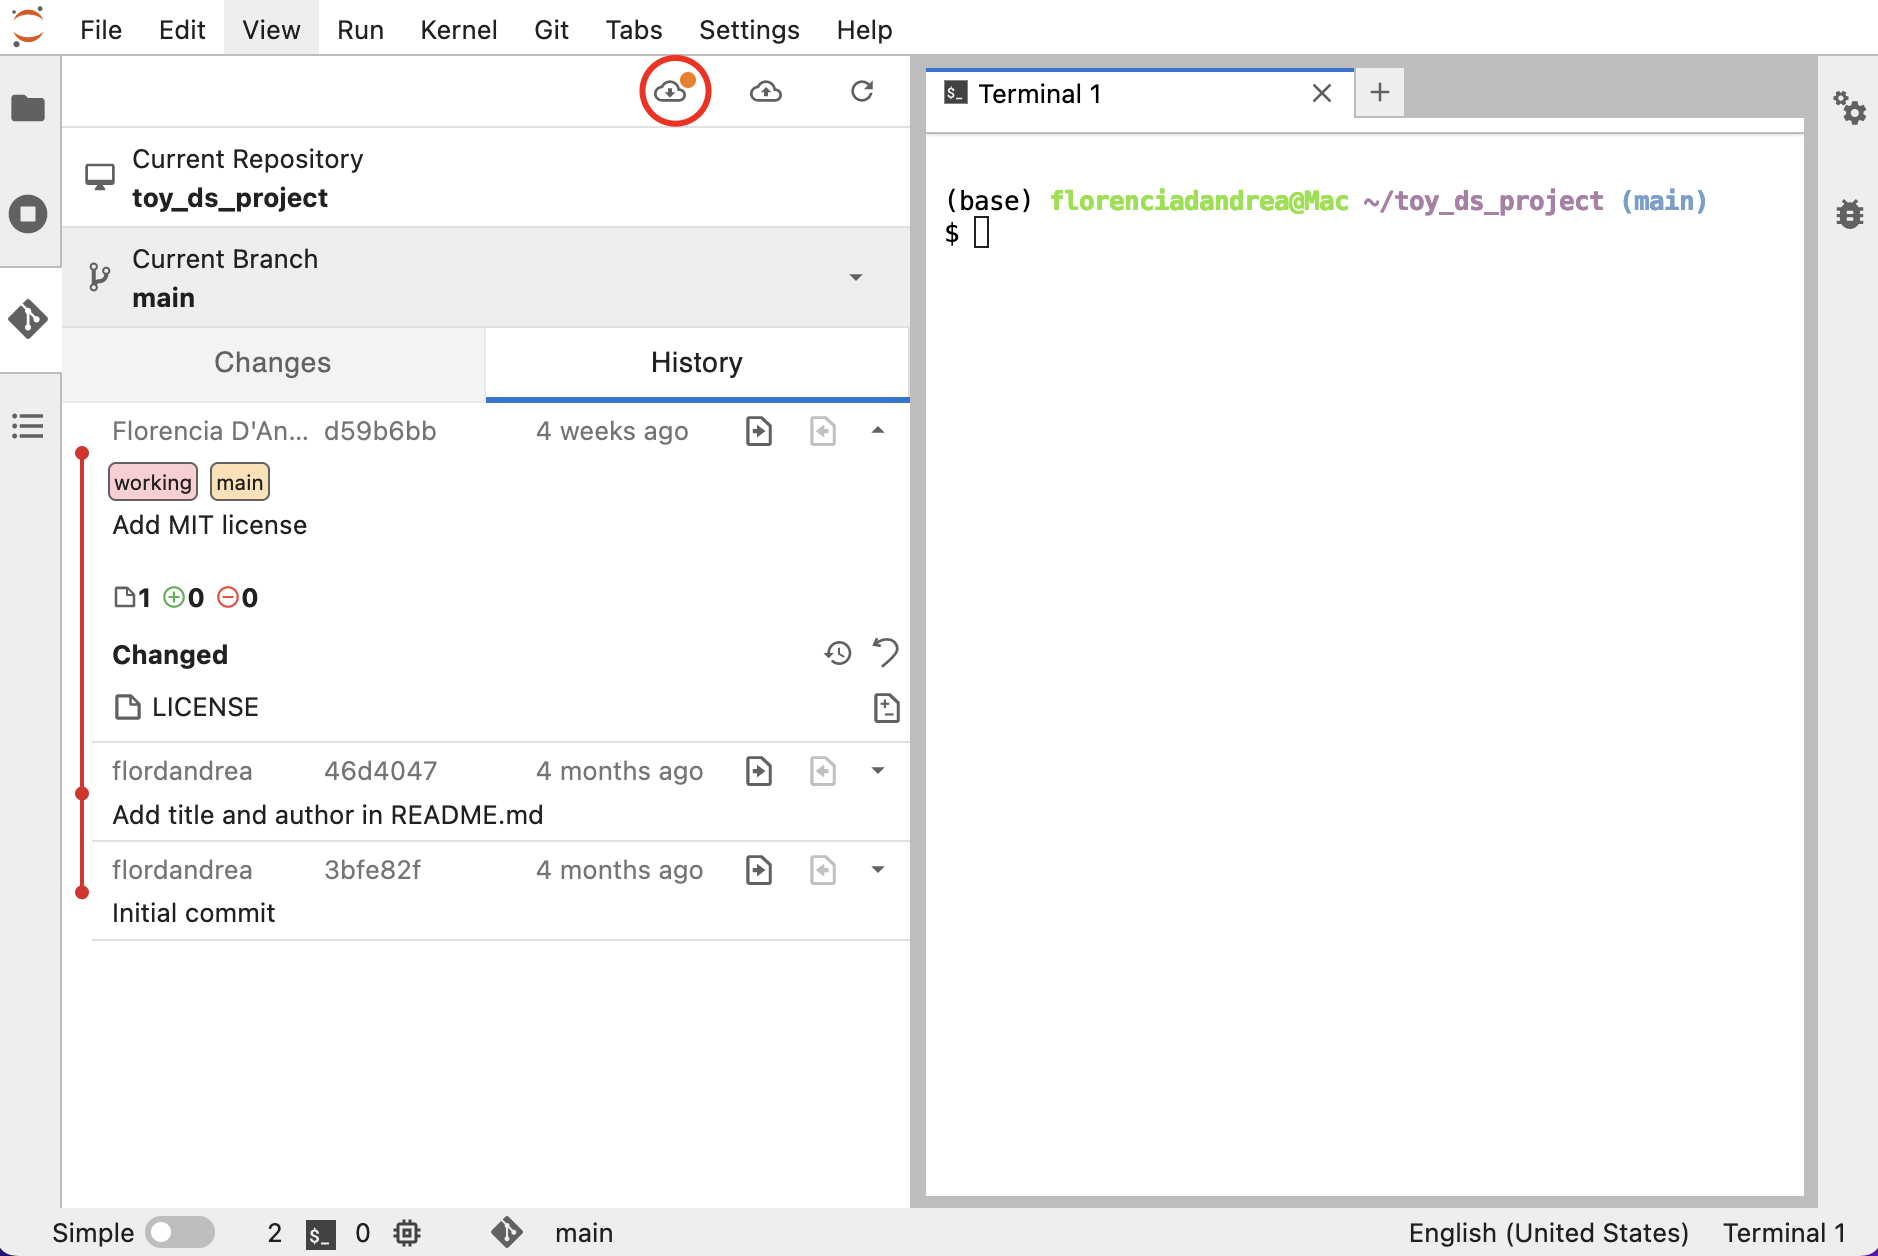 File Edit View Run Kernel Git Tabs Settings Help
Current Repository
toy_ds_project
Current Branch
main
Changes History
Florencia D'An... d59b6bb 4 weeks ago
working main
Add MIT license
1 0 0
Changed
LICENSE
flordandrea 46d4047 4 months ago
Add title and author in README.md
flordandrea 3bfe82f 4 months ago
Initial commit
$_ Terminal 1
(base) florenciadandrea@Mac ~/toy_ds_project (main)
$
Simple 2 $_ 0 main English (United States) Terminal 1